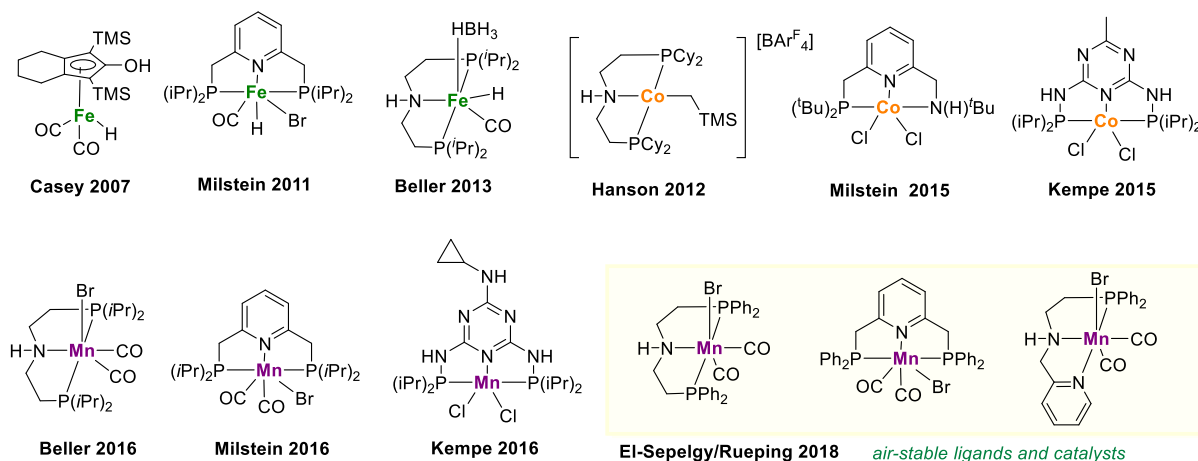 TMS
OH
TMS
Fe
OC
H
CO
Casey 2007
N
(iPr)₂P
Fe
P(iPr)₂
OC
H
Br
Milstein 2011
HBH₃
P(ⁱPr)₂
H-N
Fe
H
CO
P(ⁱPr)₂
Beller 2013
[BArF₄]
PCy₂
H-N
Co
TMS
PCy₂
Hanson 2012
N
(ᵗBu)₂P
Co
N(H)ᵗBu
Cl
Cl
Milstein 2015
N
N
NH
N
NH
(iPr)₂P
Co
P(iPr)₂
Cl
Cl
Kempe 2015
Br
P(iPr)₂
H-N
Mn
CO
CO
P(iPr)₂
Beller 2016
N
(iPr)₂P
Mn
P(iPr)₂
OC
CO
Br
Milstein 2016
NH
N
N
NH
N
NH
(iPr)₂P
Mn
P(iPr)₂
Cl
Cl
Kempe 2016
Br
PPh₂
H-N
Mn
CO
CO
PPh₂
N
Ph₂P
Mn
PPh₂
OC
CO
Br
Br
PPh₂
H-N
Mn
CO
CO
N
El-Sepelgy/Rueping 2018
air-stable ligands and catalysts